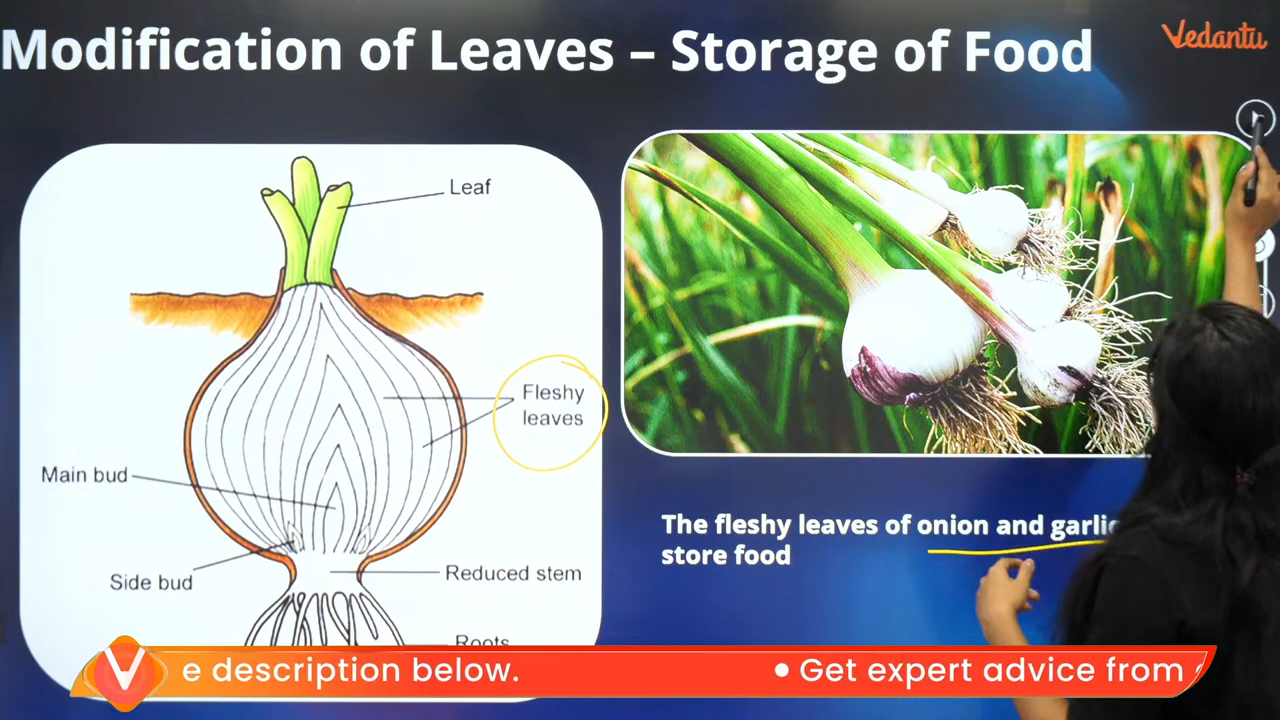 Modification of Leaves – Storage of Food
Vedantu
Leaf
Fleshy
leaves
Main bud
Side bud
Reduced stem
Roots
The fleshy leaves of onion and garlic
store food
V
e description below.
• Get expert advice from